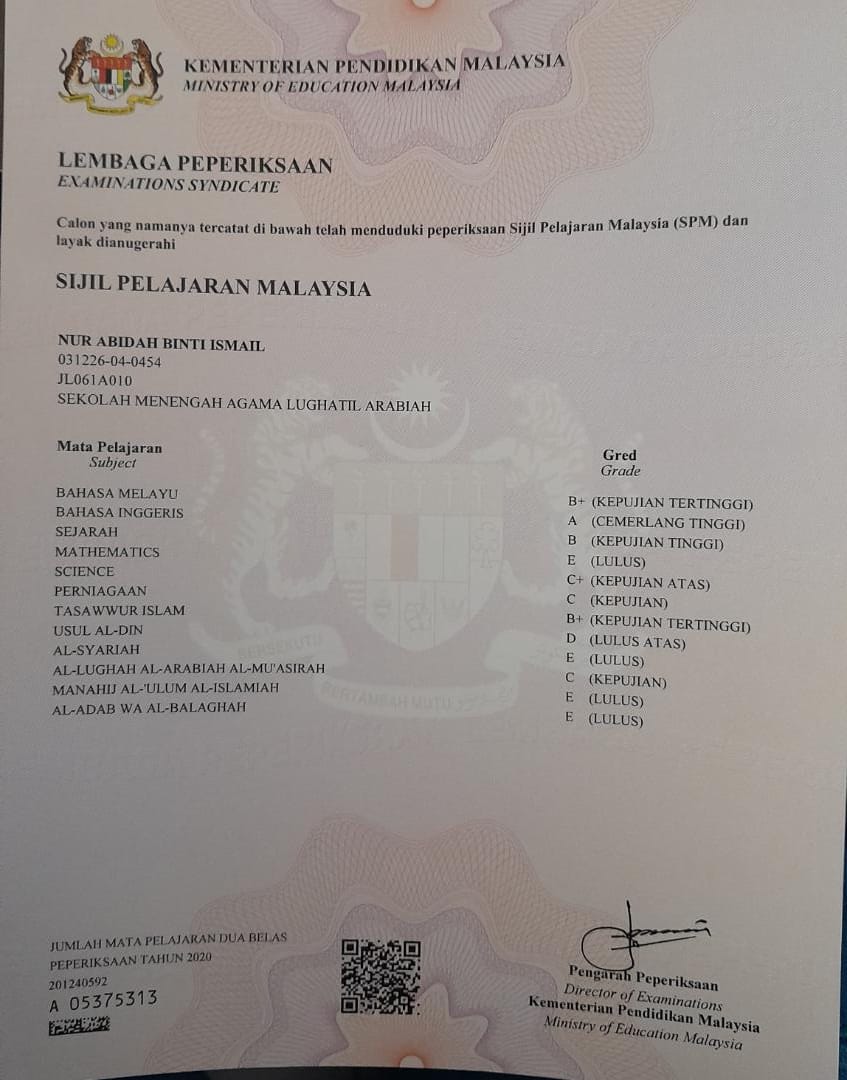 KEMENTERIAN PENDIDIKAN MALAYSIA
MINISTRY OF EDUCATION MALAYSIA
LEMBAGA PEPERIKSAAN
EXAMINATIONS SYNDICATE
Calon yang namanya tercatat di bawah telah menduduki peperiksaan Sijil Pelajaran Malaysia (SPM) dan
layak dianugerahi
SIJIL PELAJARAN MALAYSIA
NUR ABIDAH BINTI ISMAIL
031226-04-0454
JL061A010
SEKOLAH MENENGAH AGAMA LUGHATIL ARABIAH
Mata Pelajaran Gred
Subject Grade
BAHASA MELAYU B+ (KEPUJIAN TERTINGGI)
BAHASA INGGERIS A (CEMERLANG TINGGI)
SEJARAH B (KEPUJIAN TINGGI)
MATHEMATICS E (LULUS)
SCIENCE C+ (KEPUJIAN ATAS)
PERNIAGAAN C (KEPUJIAN)
TASAWWUR ISLAM B+ (KEPUJIAN TERTINGGI)
USUL AL-DIN D (LULUS ATAS)
AL-SYARIAH E (LULUS)
AL-LUGHAH AL-ARABIAH AL-MU'ASIRAH C (KEPUJIAN)
MANAHIJ AL-'ULUM AL-ISLAMIAH E (LULUS)
AL-ADAB WA AL-BALAGHAH E (LULUS)
BERSEKUTU BERTAMBAH MUTU
JUMLAH MATA PELAJARAN DUA BELAS
PEPERIKSAAN TAHUN 2020
201240592
A 05375313
Pengarah Peperiksaan
Director of Examinations
Kementerian Pendidikan Malaysia
Ministry of Education Malaysia